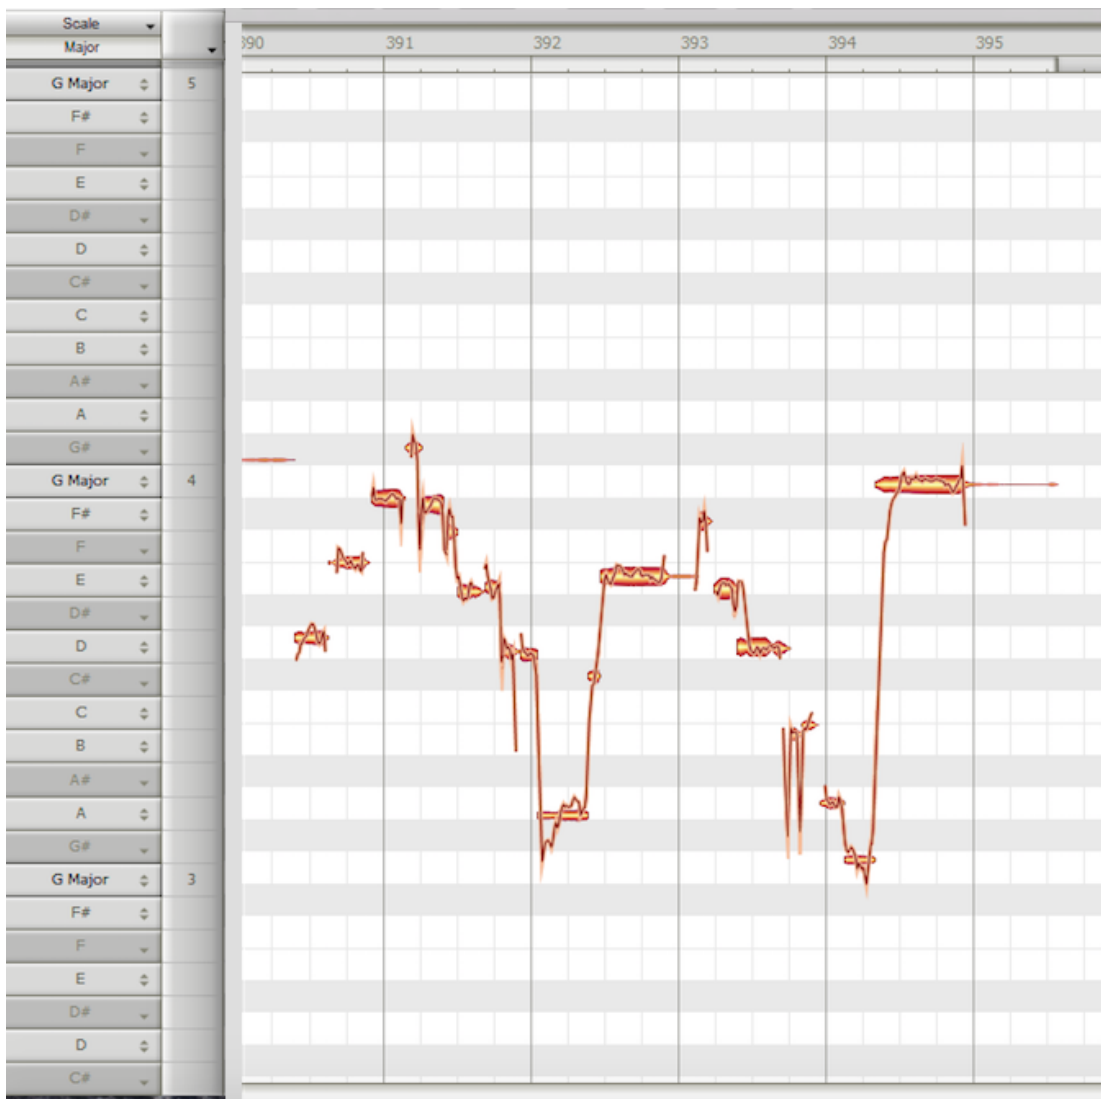 Scale
Major
390 391 392 393 394 395
G Major 5
F#
F
E
D#
D
C#
C
B
A#
A
G#
G Major 4
F#
F
E
D#
D
C#
C
B
A#
A
G#
G Major 3
F#
F
E
D#
D
C#